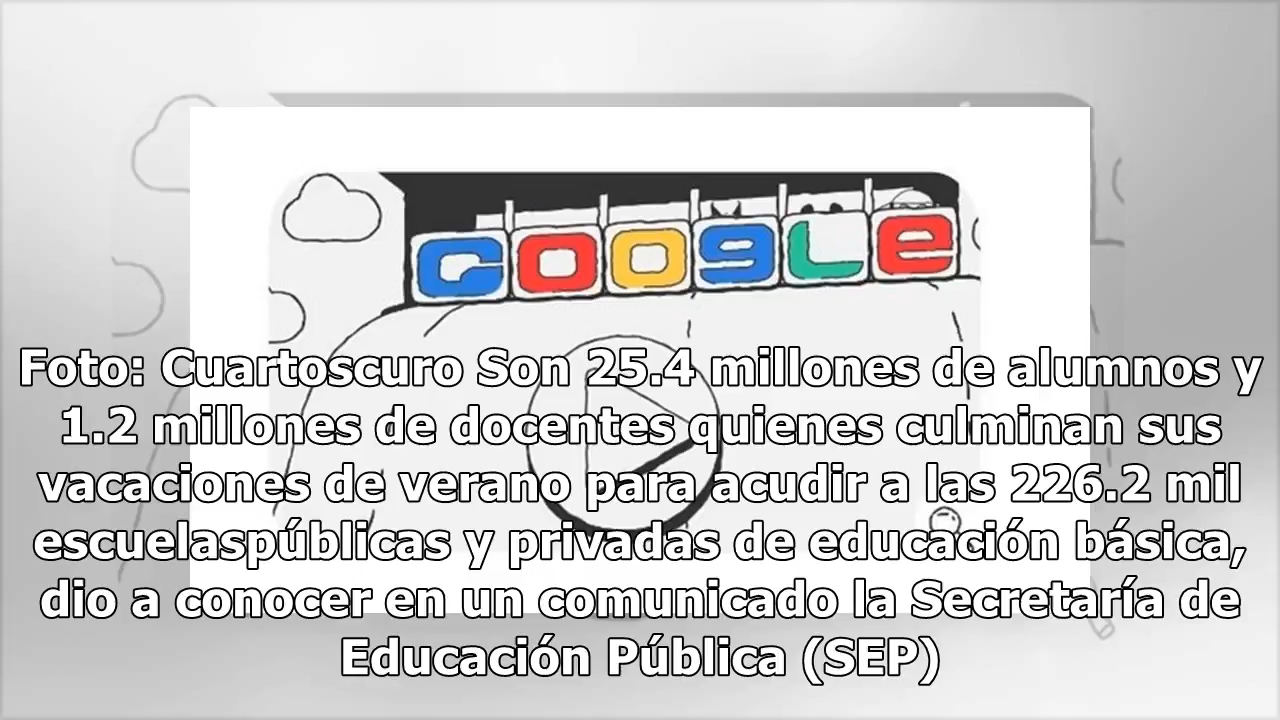 GOOGLE
Foto: Cuartoscuro Son 25.4 millones de alumnos y
1.2 millones de docentes quienes culminan sus
vacaciones de verano para acudir a las 226.2 mil
escuelaspúblicas y privadas de educación básica,
dio a conocer en un comunicado la Secretaría de
Educación Pública (SEP)